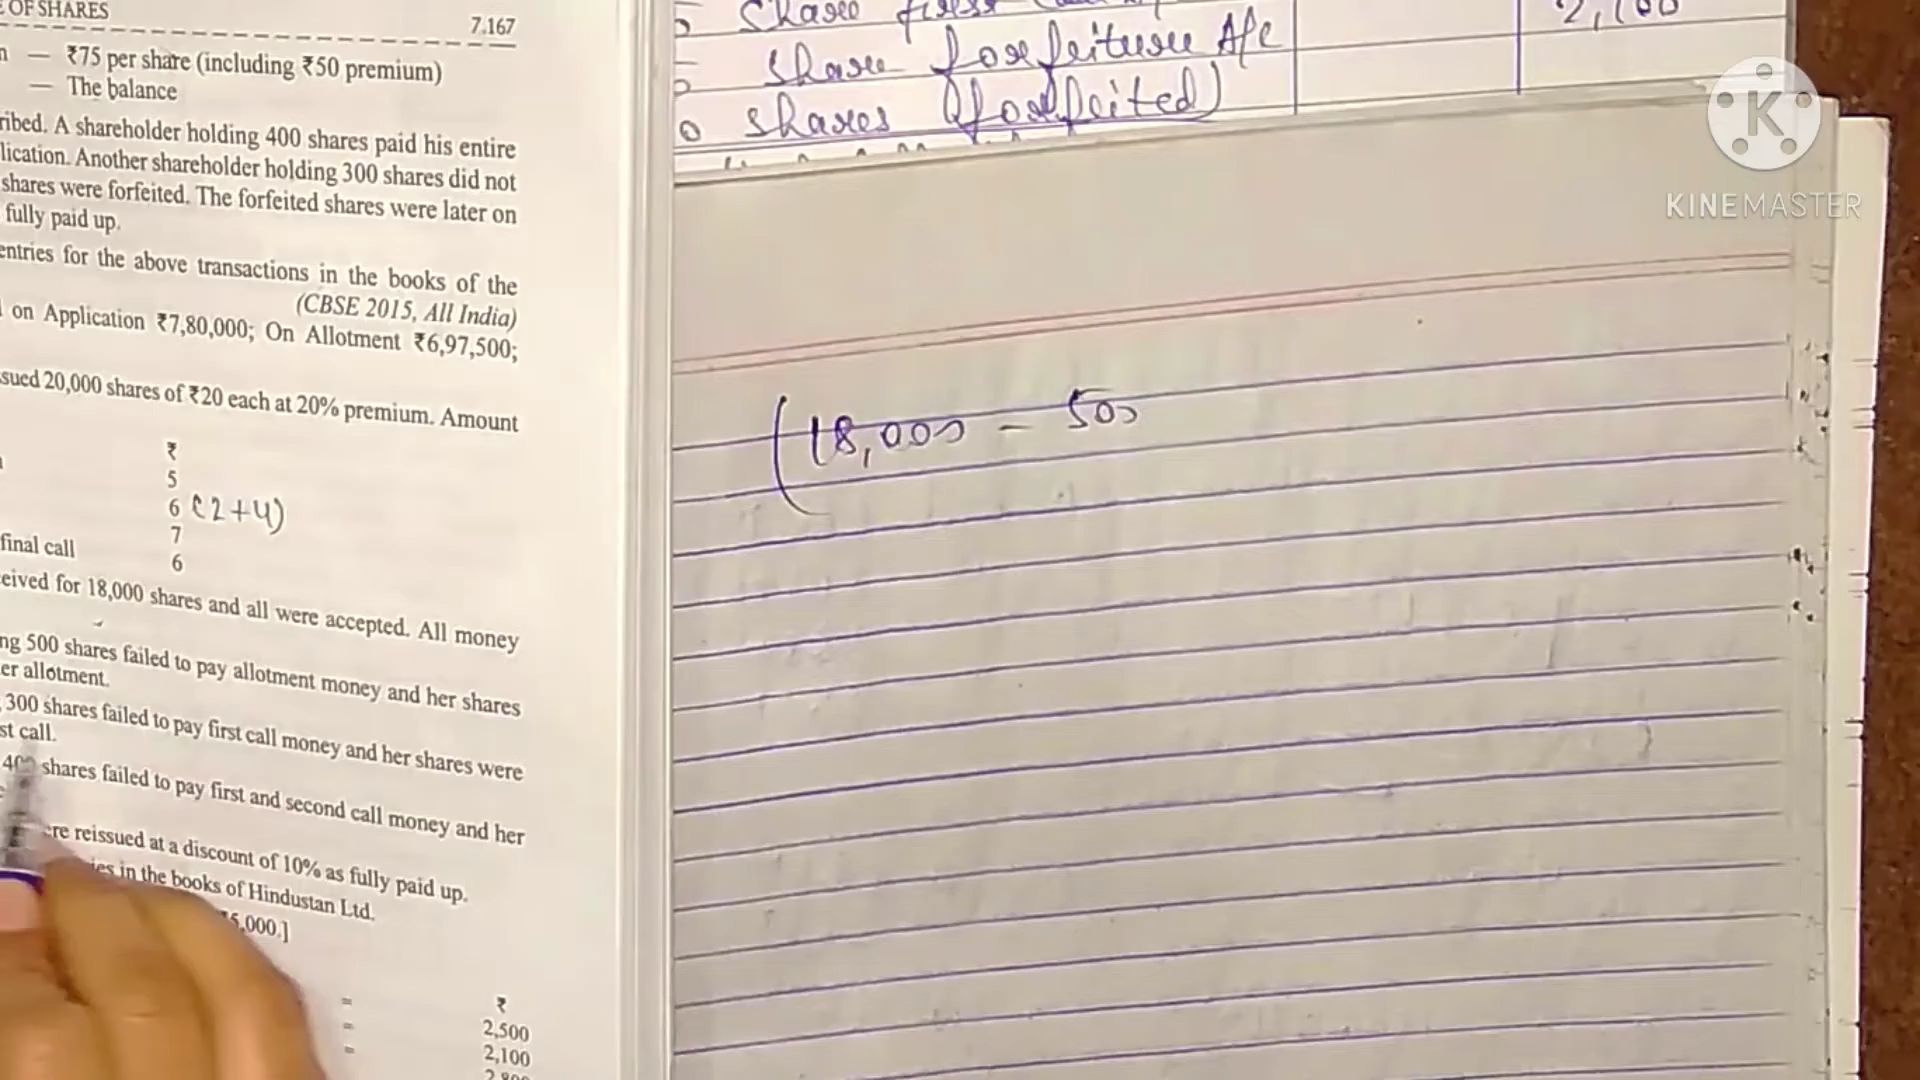 OF SHARES
7.167
— ₹75 per share (including ₹50 premium)
— The balance
ribed. A shareholder holding 400 shares paid his entire
lication. Another shareholder holding 300 shares did not
shares were forfeited. The forfeited shares were later on
fully paid up.
entries for the above transactions in the books of the
(CBSE 2015, All India)
on Application ₹7,80,000; On Allotment ₹6,97,500;
sued 20,000 shares of ₹20 each at 20% premium. Amount
₹
5
6 (2+4)
7
final call 6
eived for 18,000 shares and all were accepted. All money
ng 500 shares failed to pay allotment money and her shares
er allotment.
300 shares failed to pay first call money and her shares were
st call.
400 shares failed to pay first and second call money and her
ere reissued at a discount of 10% as fully paid up.
ies in the books of Hindustan Ltd.
5,000.]
= ₹
= 2,500
= 2,100
Share first
2,100
Share forfeiture A/c
shares (forfeited)
KINEMASTER
(18,000 - 500